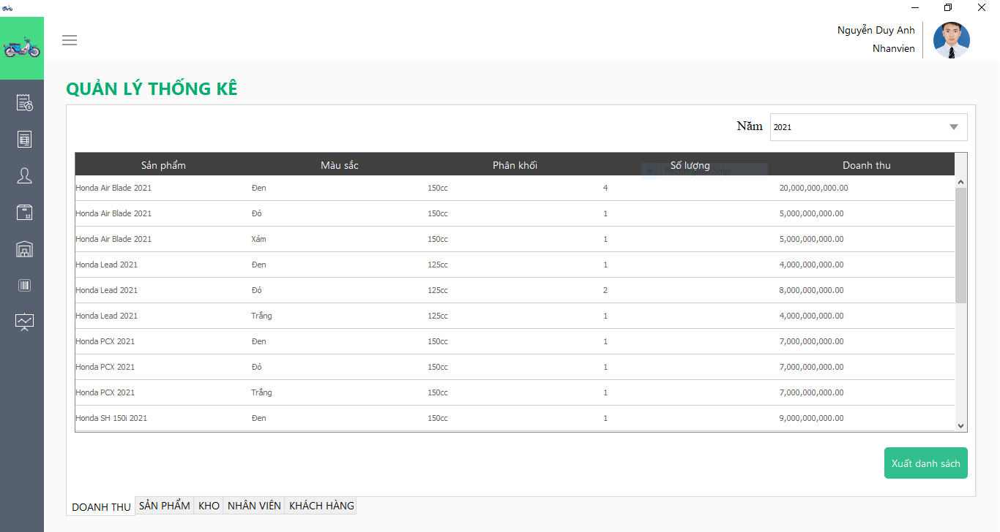 Nguyễn Duy Anh
Nhanvien
QUẢN LÝ THỐNG KÊ
Năm 2021
Sản phẩm Màu sắc Phân khối Số lượng Doanh thu
Honda Air Blade 2021 Đen 150cc 4 20,000,000,000.00
Honda Air Blade 2021 Đỏ 150cc 1 5,000,000,000.00
Honda Air Blade 2021 Xám 150cc 1 5,000,000,000.00
Honda Lead 2021 Đen 125cc 1 4,000,000,000.00
Honda Lead 2021 Đỏ 125cc 2 8,000,000,000.00
Honda Lead 2021 Trắng 125cc 1 4,000,000,000.00
Honda PCX 2021 Đen 150cc 1 7,000,000,000.00
Honda PCX 2021 Đỏ 150cc 1 7,000,000,000.00
Honda PCX 2021 Trắng 150cc 1 7,000,000,000.00
Honda SH 150i 2021 Đen 150cc 1 9,000,000,000.00
Xuất danh sách
DOANH THU SẢN PHẨM KHO NHÂN VIÊN KHÁCH HÀNG